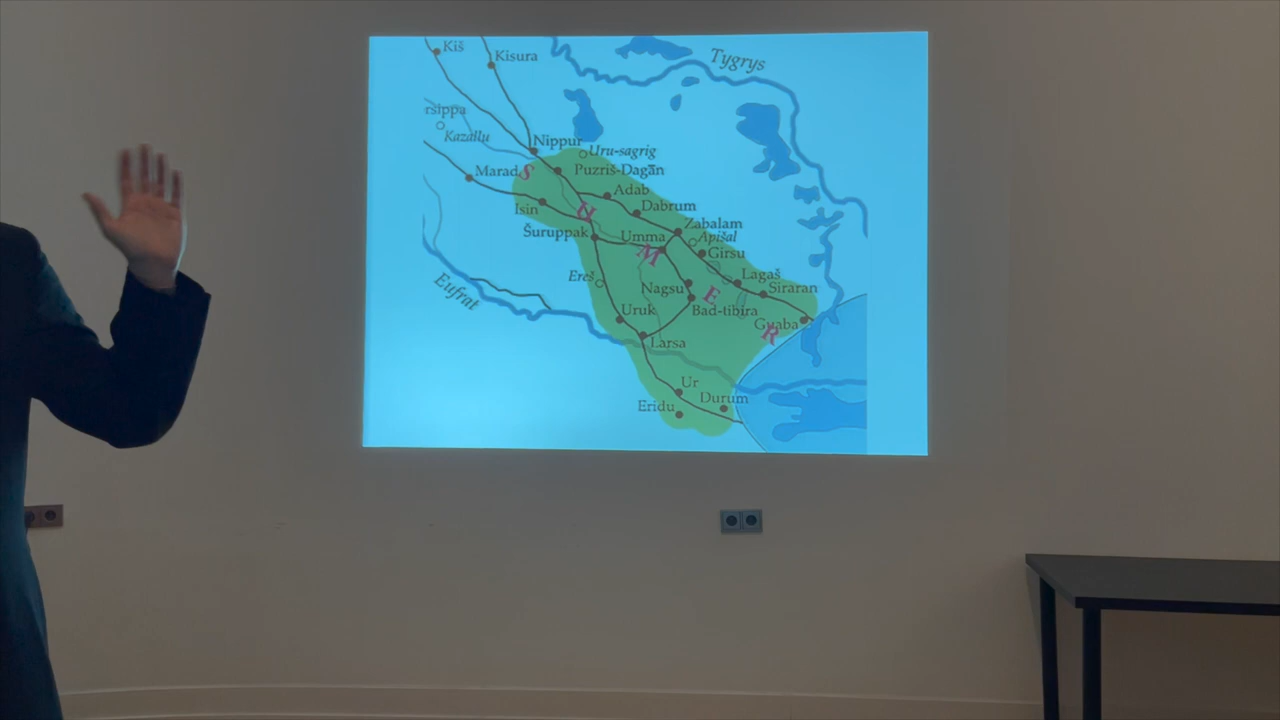 Kiš
Kisura
Tygrys
rsippa
Kazallu
Nippur
Uru-sagrig
Marad
Puzriš-Dagān
Adab
Isin
Dabrum
Šuruppak
Umma
Zabalam
Apišal
Girsu
Ereš
Lagaš
Nagsu
Siraran
Eufrat
Uruk
Bad-tibira
Guaba
Larsa
Ur
Eridu
Durum
SUMER